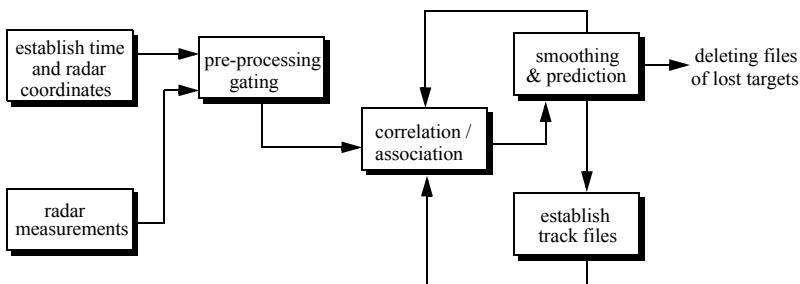 establish time
and radar
coordinates
pre-processing
gating
smoothing
& prediction
deleting files
of lost targets
correlation /
association
radar
measurements
establish
track files